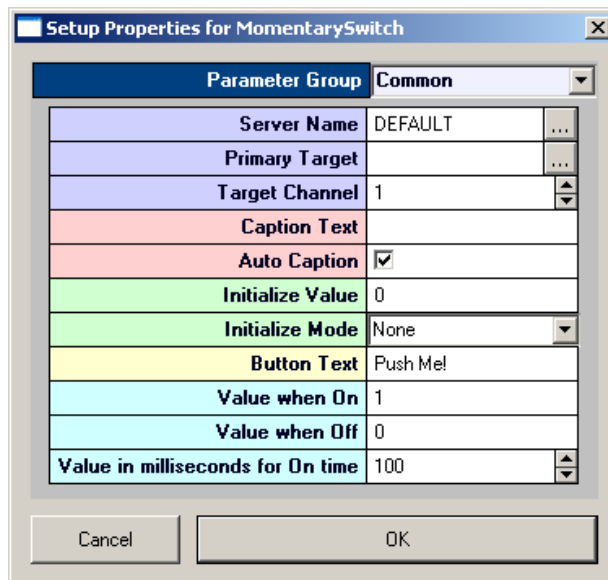 Setup Properties for MomentarySwitch
Parameter Group Common
Server Name DEFAULT ...
Primary Target ...
Target Channel 1
Caption Text
Auto Caption
Initialize Value 0
Initialize Mode None
Button Text Push Me!
Value when On 1
Value when Off 0
Value in milliseconds for On time 100
Cancel OK